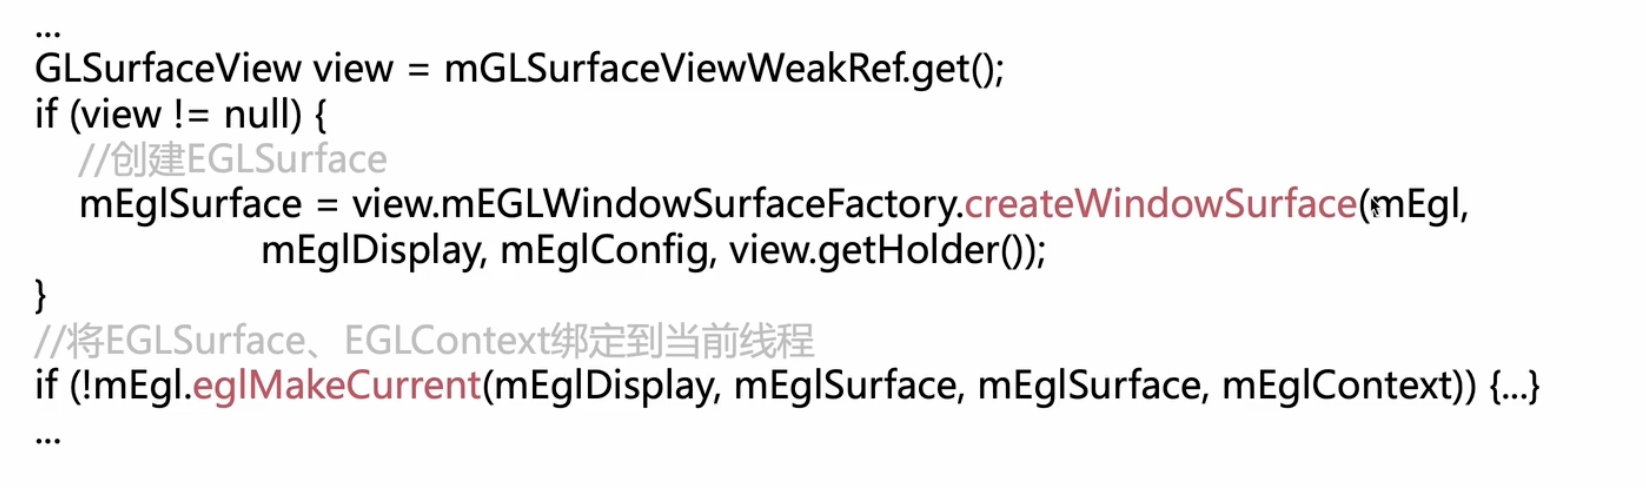 ...
GLSurfaceView view = mGLSurfaceViewWeakRef.get();
if (view != null) {
//创建EGLSurface
mEglSurface = view.mEGLWindowSurfaceFactory.createWindowSurface(mEgl,
mEglDisplay, mEglConfig, view.getHolder());
}
//将EGLSurface、EGLContext绑定到当前线程
if (!mEgl.eglMakeCurrent(mEglDisplay, mEglSurface, mEglSurface, mEglContext)) {...}
...